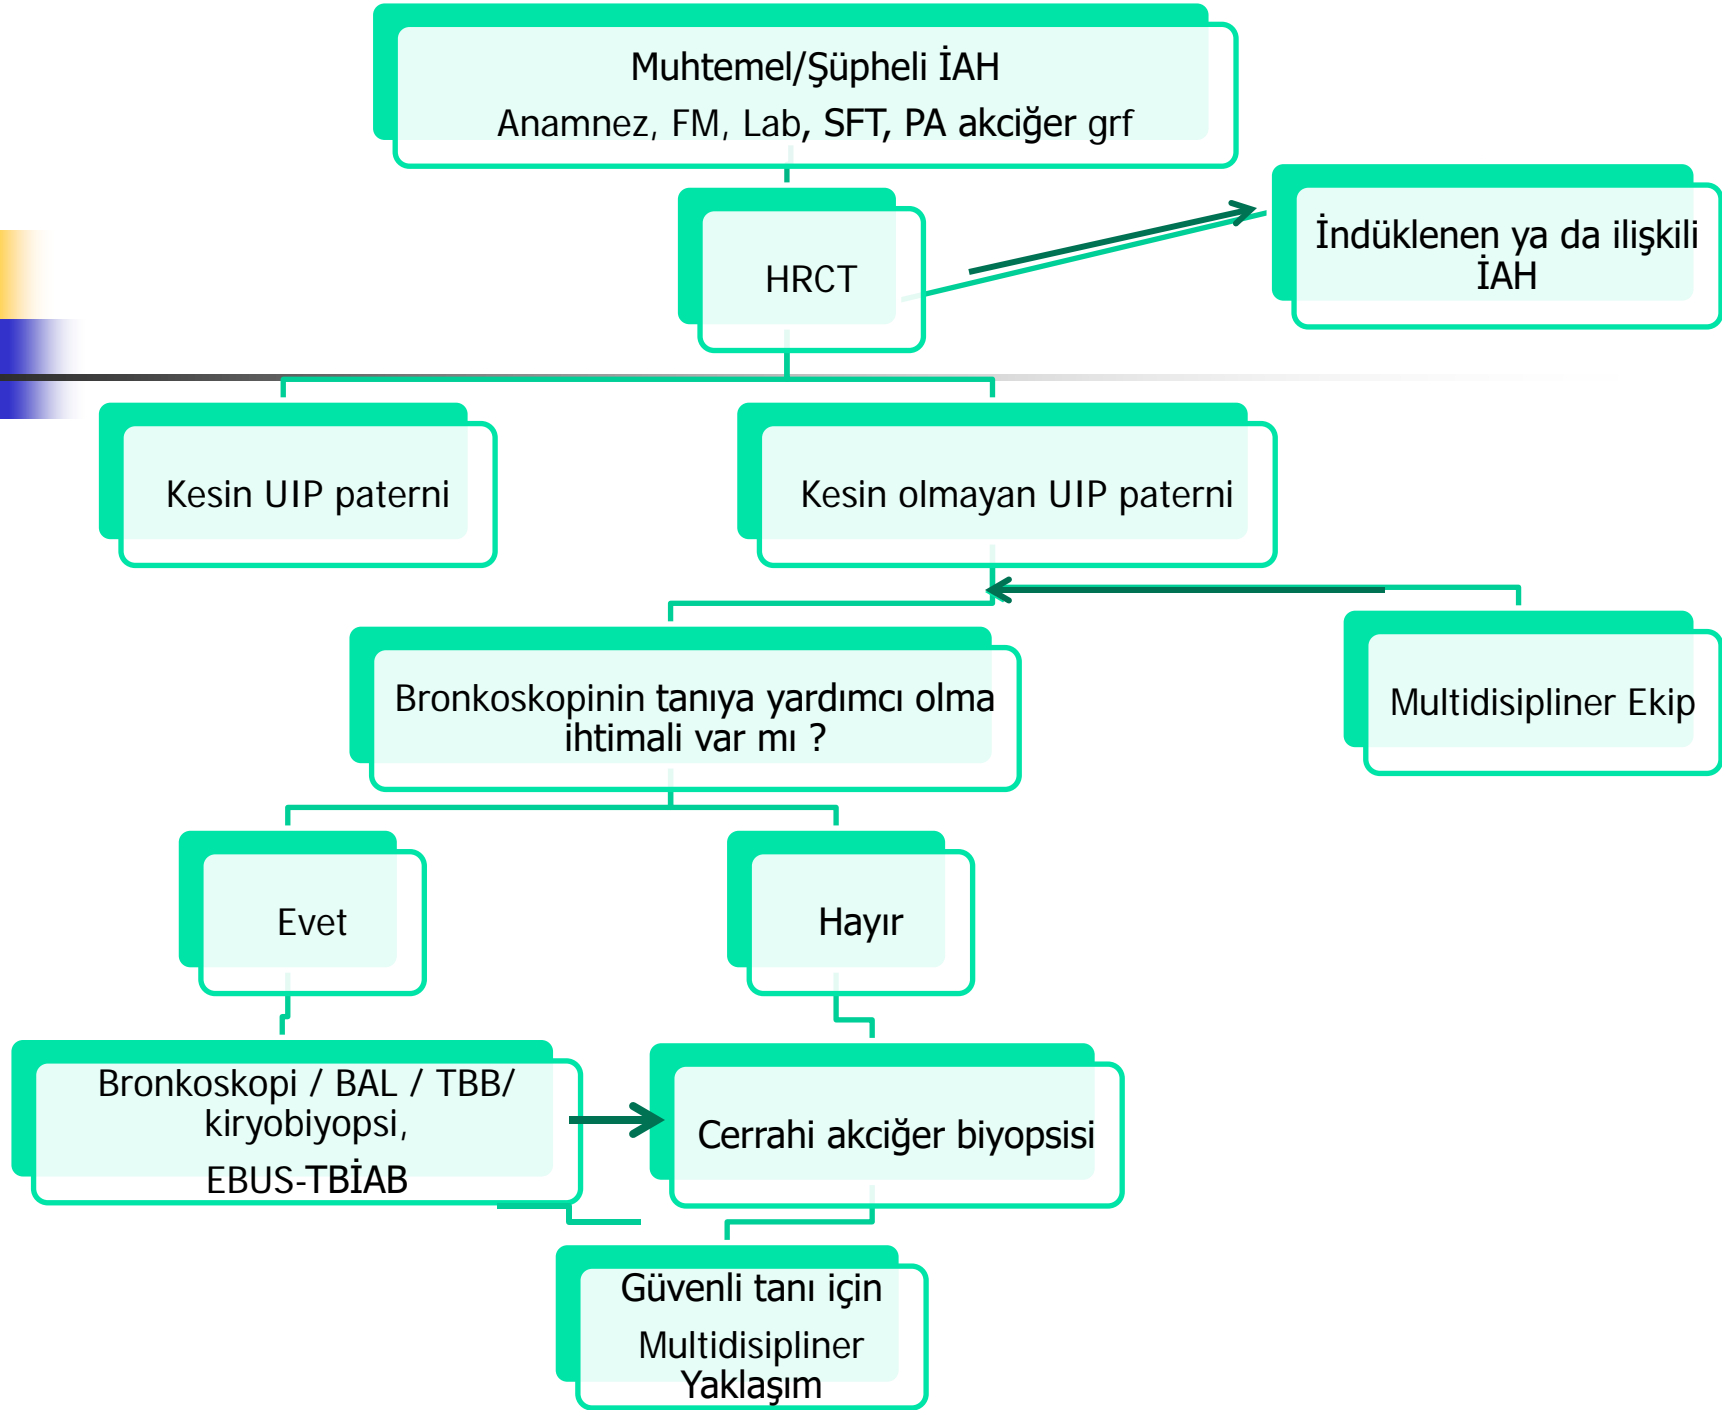 Muhtemel/Şüpheli İAH
Anamnez, FM, Lab, SFT, PA akciğer grf
HRCT
İndüklenen ya da ilişkili
İAH
Kesin UIP paterni
Kesin olmayan UIP paterni
Bronkoskopinin tanıya yardımcı olma
ihtimali var mı ?
Multidisipliner Ekip
Evet
Hayır
Bronkoskopi / BAL / TBB/
kiryobiyopsi,
EBUS-TBİAB
Cerrahi akciğer biyopsisi
Güvenli tanı için
Multidisipliner
Yaklaşım